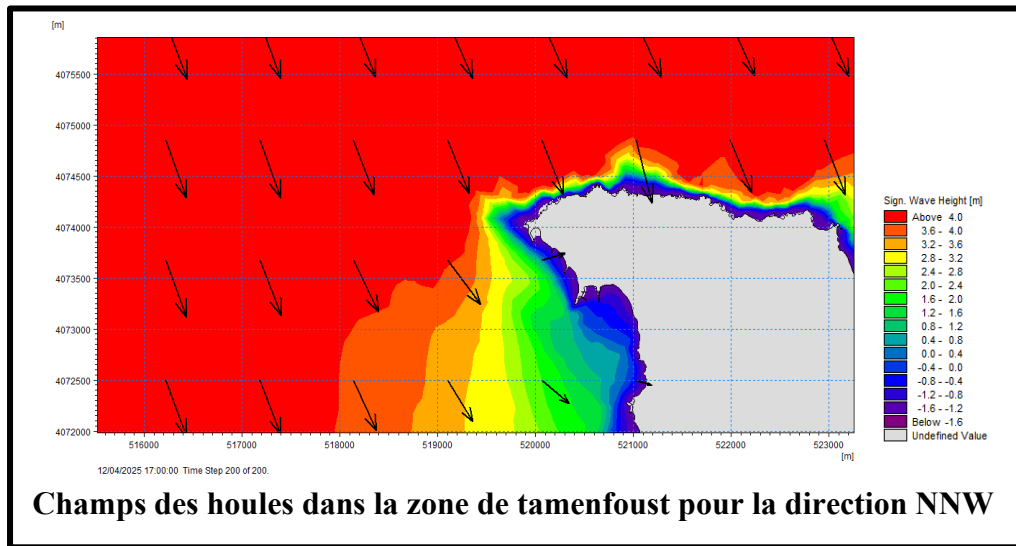 [m]
4075500
4075000
4074500
4074000
4073500
4073000
4072500
4072000
516000 517000 518000 519000 520000 521000 522000 523000
[m]
Sign. Wave Height [m]
Above 4.0
3.6 - 4.0
3.2 - 3.6
2.8 - 3.2
2.4 - 2.8
2.0 - 2.4
1.6 - 2.0
1.2 - 1.6
0.8 - 1.2
0.4 - 0.8
0.0 - 0.4
-0.4 - 0.0
-0.8 - -0.4
-1.2 - -0.8
-1.6 - -1.2
Below -1.6
Undefined Value
12/04/2025 17:00:00 Time Step 200 of 200.
Champs des houles dans la zone de tamenfoust pour la direction NNW